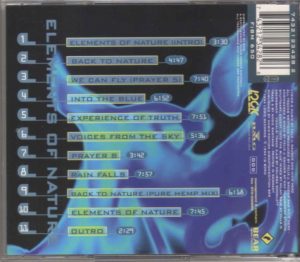 ELEMENTS OF NATURE
1 ELEMENTS OF NATURE (INTRO) 3:30
2 BACK TO NATURE 4:47
3 WE CAN FLY (PRAYER 5) 7:40
4 INTO THE BLUE 6:52
5 EXPERIENCE OF TRUTH 7:51
6 VOICES FROM THE SKY 5:36
7 PRAYER 8 3:42
8 RAIN FALLS 7:57
9 BACK TO NATURE (PURE HEMP MIX) 6:58
10 ELEMENTS OF NATURE 7:45
11 OUTRO 2:29
BEAR